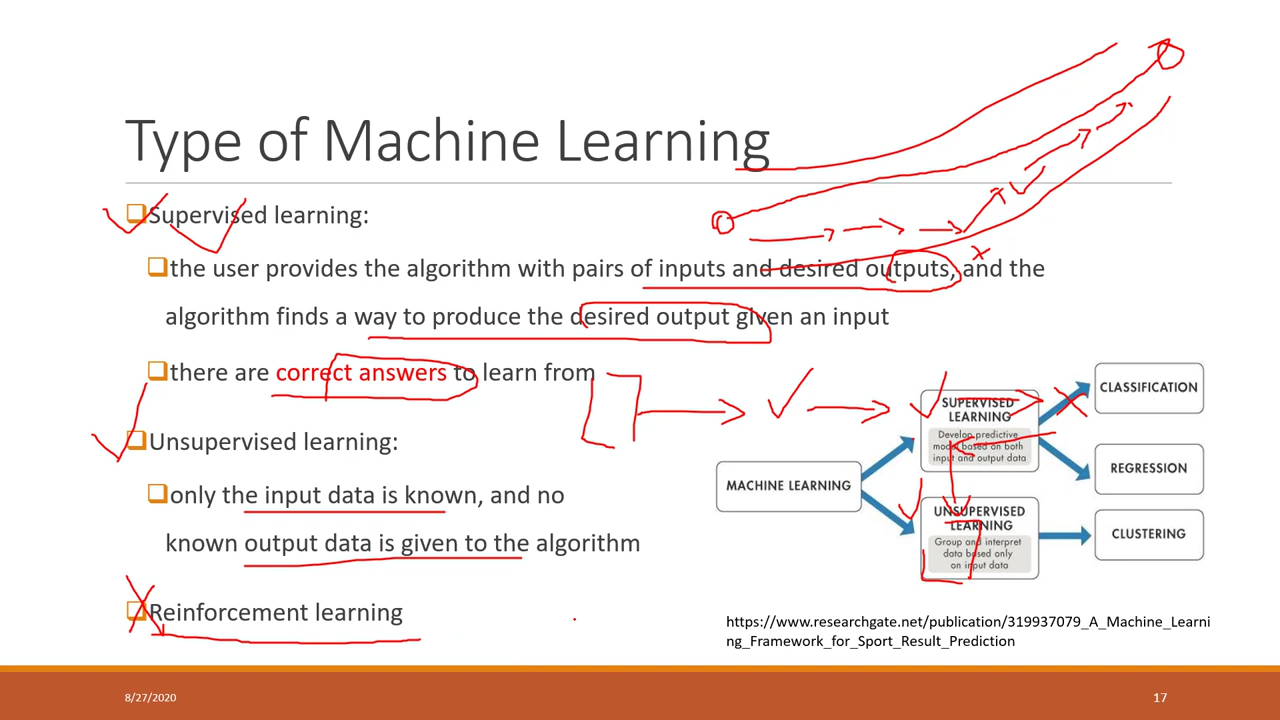 Type of Machine Learning
Supervised learning:
the user provides the algorithm with pairs of inputs and desired outputs, and the
algorithm finds a way to produce the desired output given an input
there are correct answers to learn from
Unsupervised learning:
only the input data is known, and no
known output data is given to the algorithm
Reinforcement learning
MACHINE LEARNING
SUPERVISED
LEARNING
Develop predictive
model based on both
input and output data
UNSUPERVISED
LEARNING
Group and interpret
data based only
on input data
CLASSIFICATION
REGRESSION
CLUSTERING
https://www.researchgate.net/publication/319937079_A_Machine_Learni
ng_Framework_for_Sport_Result_Prediction
8/27/2020
17